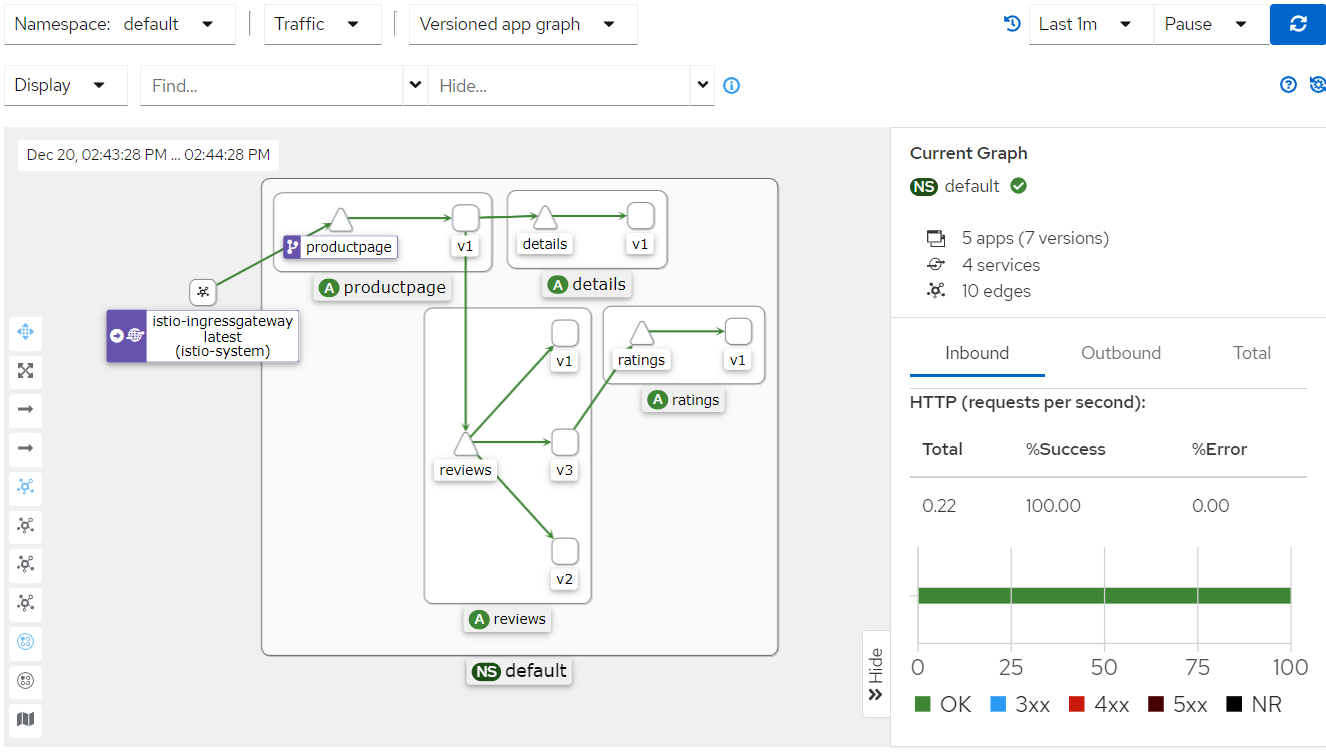 Namespace: default
Traffic
Versioned app graph
Last 1m
Pause
Display
Find...
Hide...
Dec 20, 02:43:28 PM ... 02:44:28 PM
productpage
v1
A productpage
details
v1
A details
istio-ingressgateway
latest
(istio-system)
v1
ratings
v1
A ratings
reviews
v3
v2
A reviews
NS default
Hide
Current Graph
NS default
5 apps (7 versions)
4 services
10 edges
Inbound Outbound Total
HTTP (requests per second):
Total %Success %Error
0.22 100.00 0.00
0 25 50 75 100
OK 3xx 4xx 5xx NR